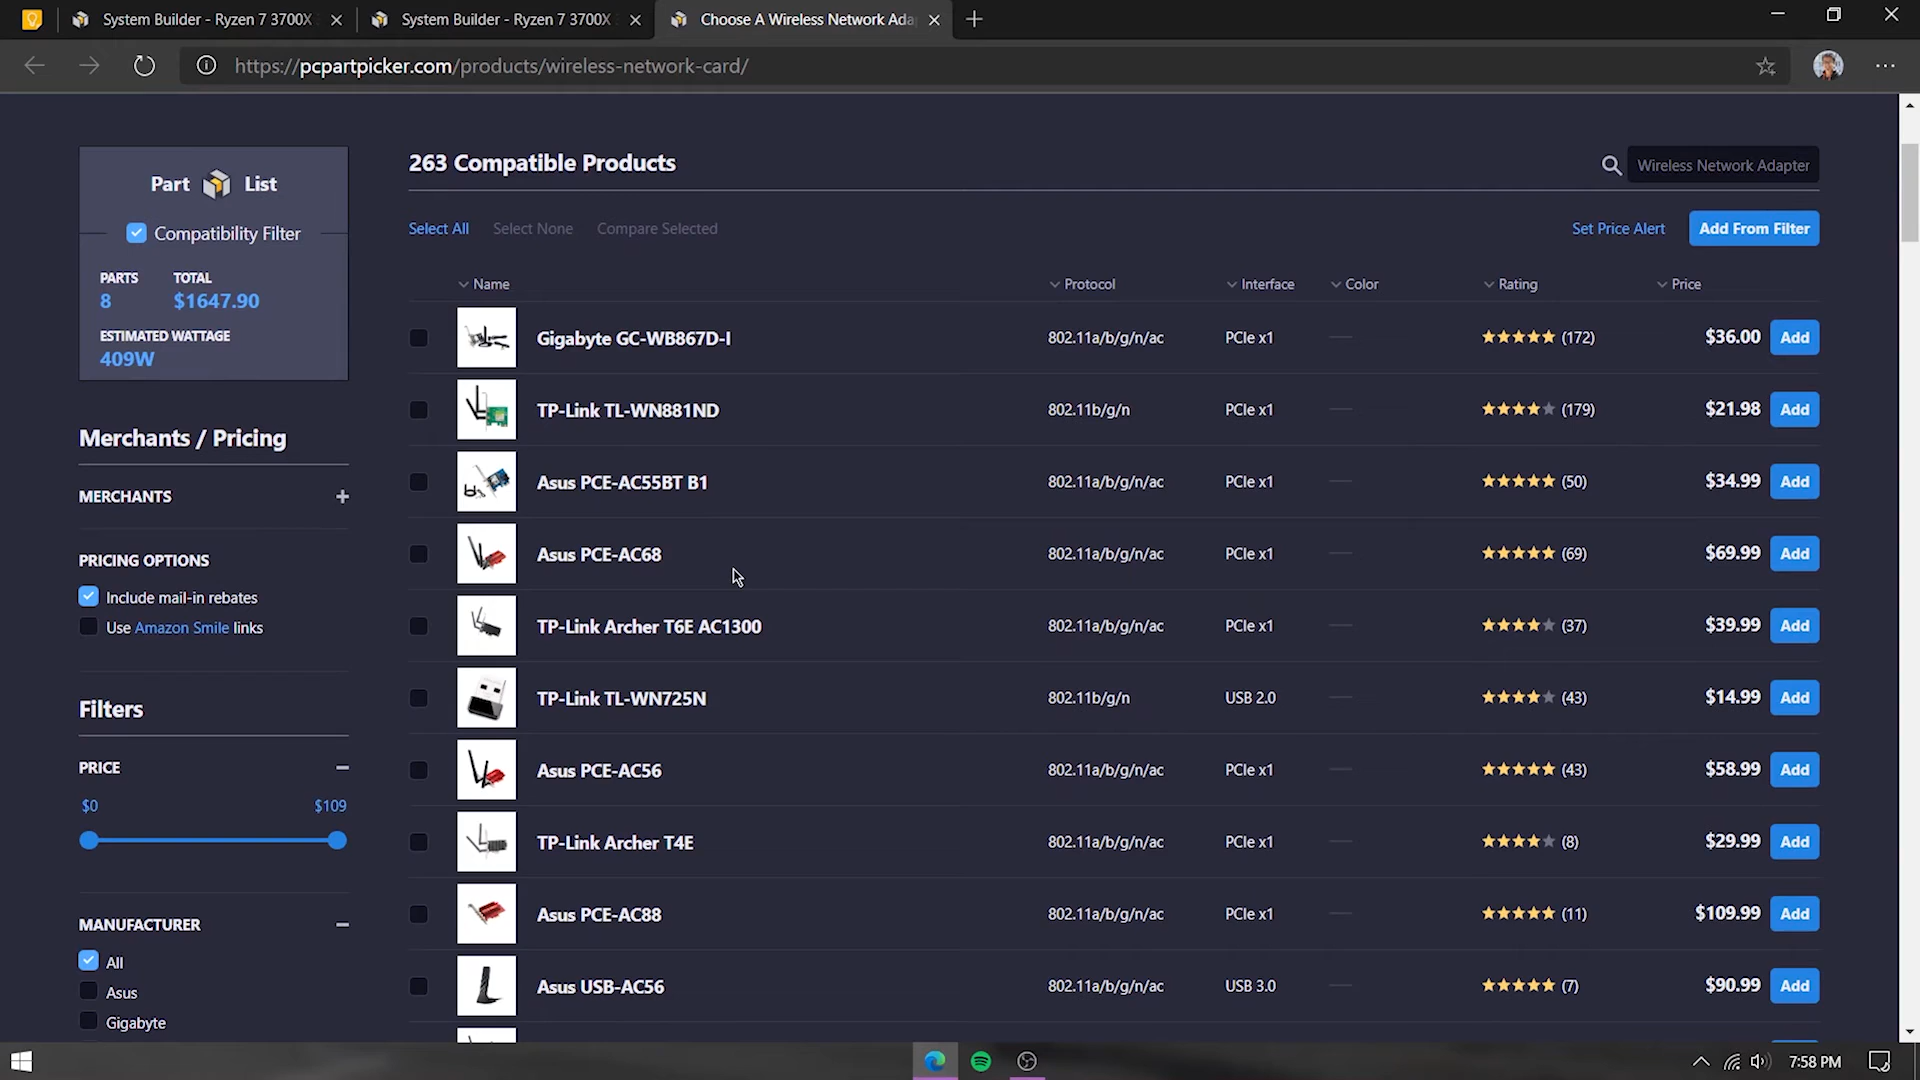 System Builder - Ryzen 7 3700X
System Builder - Ryzen 7 3700X
Choose A Wireless Network Ada
https://pcpartpicker.com/products/wireless-network-card/
Part List
Compatibility Filter
PARTS TOTAL
8 $1647.90
ESTIMATED WATTAGE
409W
Merchants / Pricing
MERCHANTS +
PRICING OPTIONS
Include mail-in rebates
Use Amazon Smile links
Filters
PRICE
$0 $109
MANUFACTURER
All
Asus
Gigabyte
263 Compatible Products
Wireless Network Adapter
Select All Select None Compare Selected Set Price Alert Add From Filter
Name Protocol Interface Color Rating Price
Gigabyte GC-WB867D-I 802.11a/b/g/n/ac PCIe x1 (172) $36.00 Add
TP-Link TL-WN881ND 802.11b/g/n PCIe x1 (179) $21.98 Add
Asus PCE-AC55BT B1 802.11a/b/g/n/ac PCIe x1 (50) $34.99 Add
Asus PCE-AC68 802.11a/b/g/n/ac PCIe x1 (69) $69.99 Add
TP-Link Archer T6E AC1300 802.11a/b/g/n/ac PCIe x1 (37) $39.99 Add
TP-Link TL-WN725N 802.11b/g/n USB 2.0 (43) $14.99 Add
Asus PCE-AC56 802.11a/b/g/n/ac PCIe x1 (43) $58.99 Add
TP-Link Archer T4E 802.11a/b/g/n/ac PCIe x1 (8) $29.99 Add
Asus PCE-AC88 802.11a/b/g/n/ac PCIe x1 (11) $109.99 Add
Asus USB-AC56 802.11a/b/g/n/ac USB 3.0 (7) $90.99 Add
7:58 PM